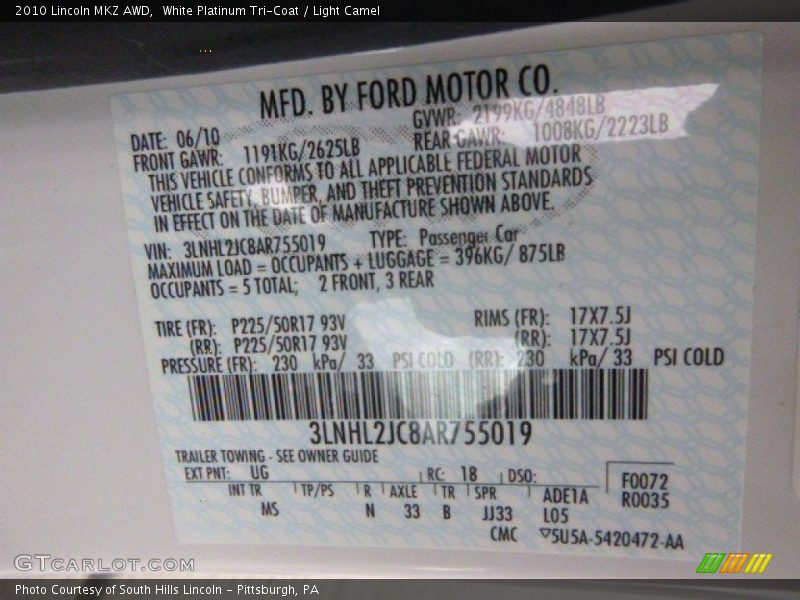 2010 Lincoln MKZ AWD,  White Platinum Tri-Coat / Light Camel
MFD. BY FORD MOTOR CO.
DATE: 06/10 GVWR: 2199KG/4848LB
FRONT GAWR: 1191KG/2625LB REAR GAWR: 1008KG/2223LB
THIS VEHICLE CONFORMS TO ALL APPLICABLE FEDERAL MOTOR
VEHICLE SAFETY, BUMPER, AND THEFT PREVENTION STANDARDS
IN EFFECT ON THE DATE OF MANUFACTURE SHOWN ABOVE.
VIN: 3LNHL2JC8AR755019 TYPE: Passenger Car
MAXIMUM LOAD = OCCUPANTS + LUGGAGE = 396KG/ 875LB
OCCUPANTS = 5 TOTAL; 2 FRONT, 3 REAR
TIRE (FR): P225/50R17 93V RIMS (FR): 17X7.5J
(RR): P225/50R17 93V (RR): 17X7.5J
PRESSURE (FR): 230 kPa/ 33 PSI COLD (RR): 230 kPa/ 33 PSI COLD
3LNHL2JC8AR755019
TRAILER TOWING - SEE OWNER GUIDE
EXT PNT: UG RC: 18 DSO: F0072
INT TR TP/PS R AXLE TR SPR ADE1A R0035
MS N 33 B JJ33 L05
CMC ▽5U5A-5420472-AA
GTCARLOT.COM
Photo Courtesy of South Hills Lincoln - Pittsburgh, PA